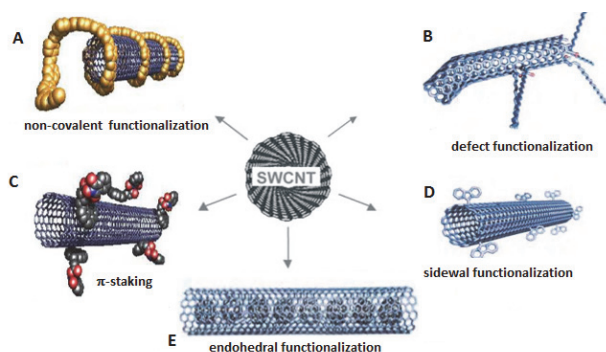 A
non-covalent functionalization
B
defect functionalization
SWCNT
C
π-staking
D
sidewal functionalization
E
endohedral functionalization